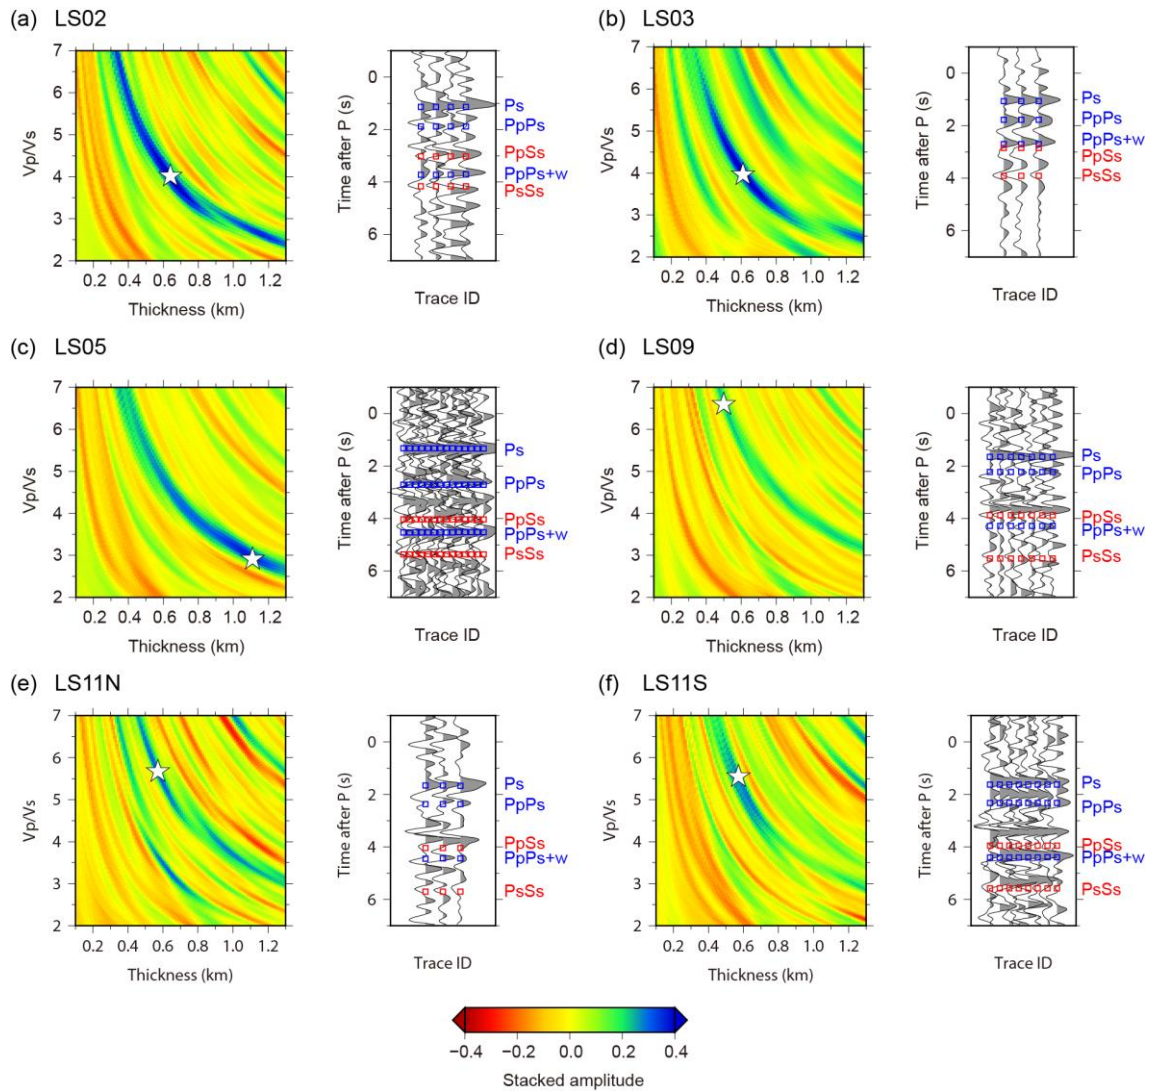 (a) LS02
7
6
5
4
3
2
Vp/Vs
0.2 0.4 0.6 0.8 1.0 1.2
Thickness (km)
0
2
4
6
Time after P (s)
Ps
PpPs
PpSs
PpPs+w
PsSs
Trace ID
(b) LS03
7
6
5
4
3
2
Vp/Vs
0.2 0.4 0.6 0.8 1.0 1.2
Thickness (km)
0
2
4
6
Time after P (s)
Ps
PpPs
PpPs+w
PpSs
PsSs
Trace ID
(c) LS05
7
6
5
4
3
2
Vp/Vs
0.2 0.4 0.6 0.8 1.0 1.2
Thickness (km)
0
2
4
6
Time after P (s)
Ps
PpPs
PpSs
PpPs+w
PsSs
Trace ID
(d) LS09
7
6
5
4
3
2
Vp/Vs
0.2 0.4 0.6 0.8 1.0 1.2
Thickness (km)
0
2
4
6
Time after P (s)
Ps
PpPs
PpSs
PpPs+w
PsSs
Trace ID
(e) LS11N
7
6
5
4
3
2
Vp/Vs
0.2 0.4 0.6 0.8 1.0 1.2
Thickness (km)
0
2
4
6
Time after P (s)
Ps
PpPs
PpSs
PpPs+w
PsSs
Trace ID
(f) LS11S
7
6
5
4
3
2
Vp/Vs
0.2 0.4 0.6 0.8 1.0 1.2
Thickness (km)
0
2
4
6
Time after P (s)
Ps
PpPs
PpSs
PpPs+w
PsSs
Trace ID
−0.4 −0.2 0.0 0.2 0.4
Stacked amplitude